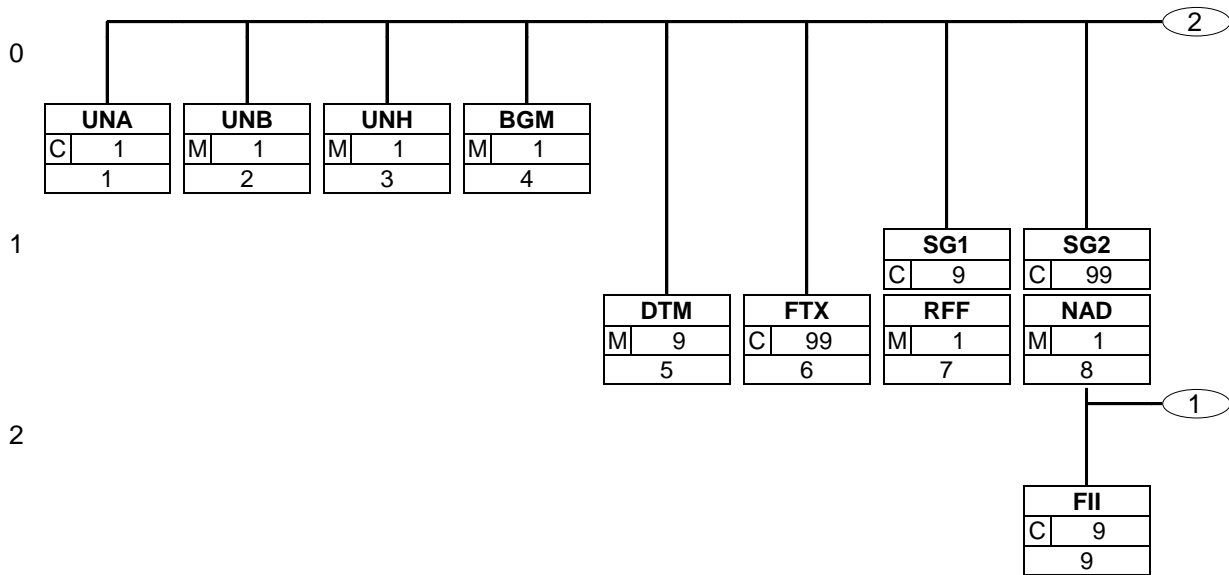 2
0
UNA UNB UNH BGM
C 1 M 1 M 1 M 1
1 2 3 4
1
SG1 SG2
C 9 C 99
DTM FTX RFF NAD
M 9 C 99 M 1 M 1
5 6 7 8
1
2
FII
C 9
9